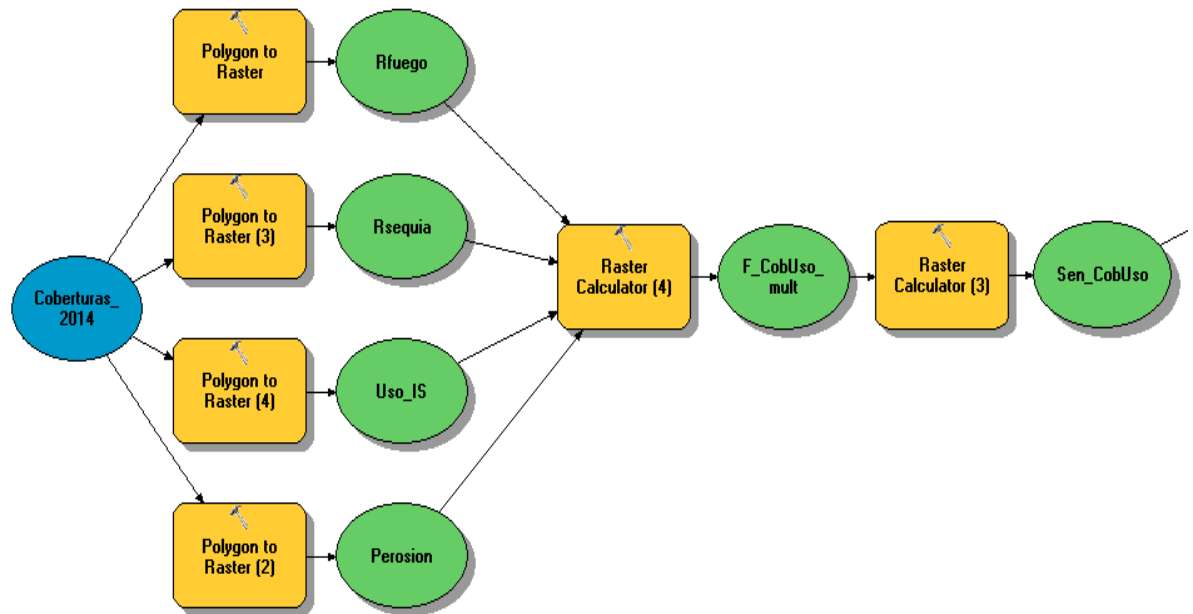 Polygon to
Raster
Rfuego
Polygon to
Raster (3)
Rsequia
Coberturas_
2014
Raster
Calculator (4)
F_CobUso_
mult
Raster
Calculator (3)
Sen_CobUso
Polygon to
Raster (4)
Uso_IS
Polygon to
Raster (2)
Perosion